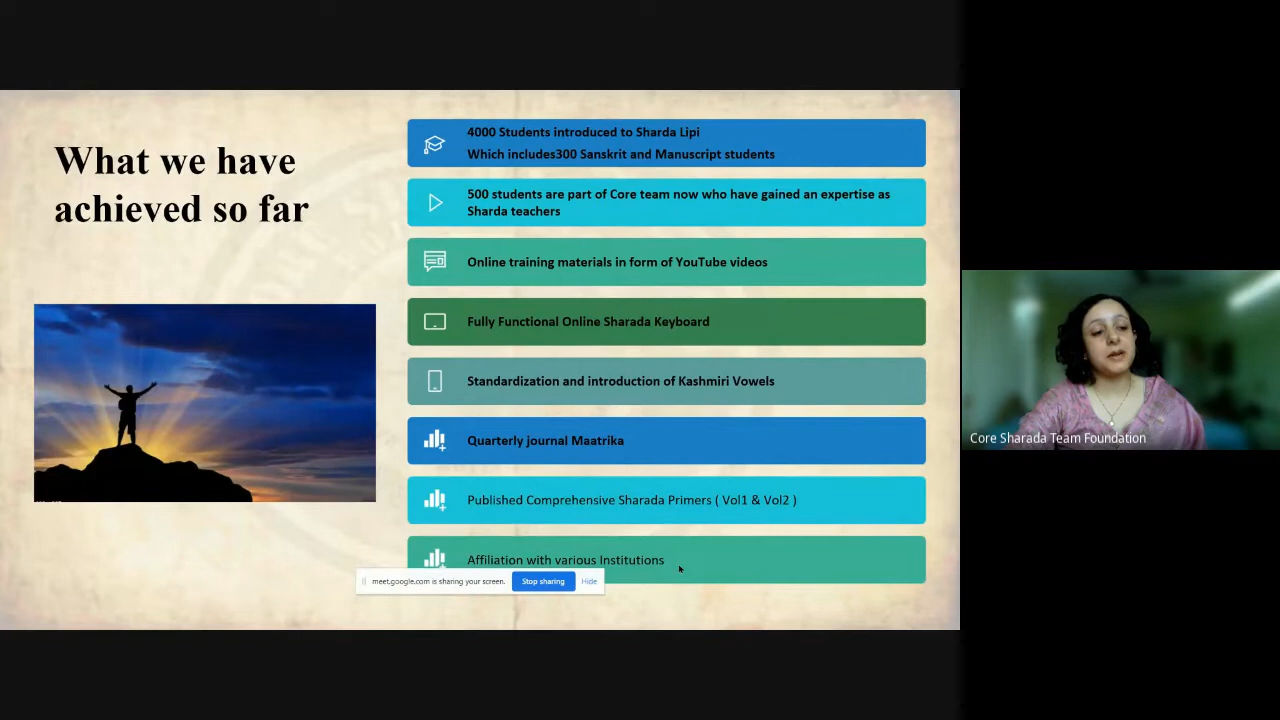 What we have
achieved so far
4000 Students introduced to Sharda Lipi
Which includes300 Sanskrit and Manuscript students
500 students are part of Core team now who have gained an expertise as
Sharda teachers
Online training materials in form of YouTube videos
Fully Functional Online Sharada Keyboard
Standardization and introduction of Kashmiri Vowels
Quarterly journal Maatrika
Published Comprehensive Sharada Primers ( Vol1 & Vol2 )
Affiliation with various Institutions
meet.google.com is sharing your screen. Stop sharing Hide
Core Sharada Team Foundation